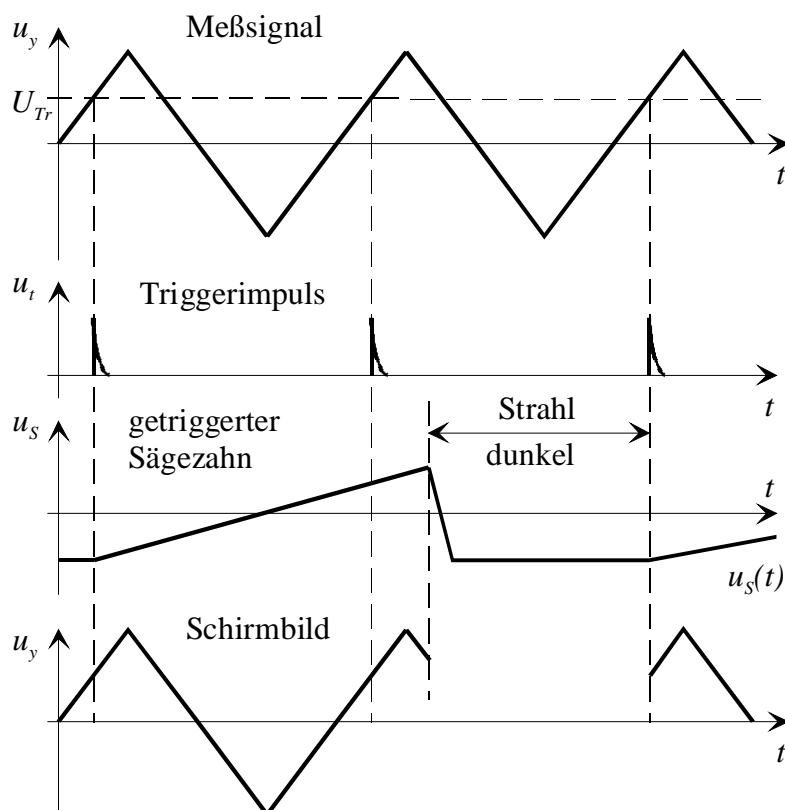 u_y
Meßsignal
U_Tr
t
u_t
Triggerimpuls
t
u_S
getriggerter
Sägezahn
Strahl
dunkel
t
u_S(t)
u_y
Schirmbild
t